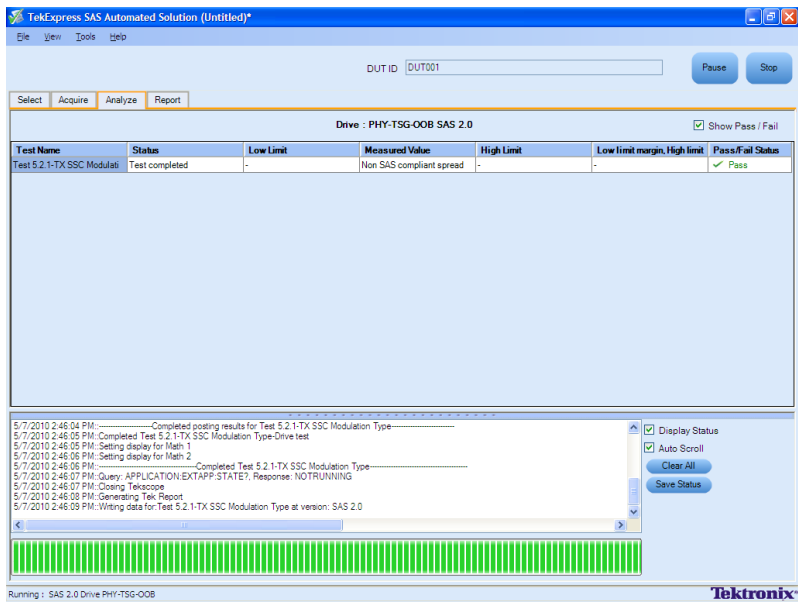 TekExpress SAS Automated Solution (Untitled)*
File View Tools Help
DUT ID DUT001
Pause Stop
Select Acquire Analyze Report
Drive : PHY-TSG-OOB SAS 2.0
Show Pass / Fail
Test Name Status Low Limit Measured Value High Limit Low limit margin, High limit Pass/Fail Status
Test 5.2.1-TX SSC Modulati Test completed - Non SAS compliant spread - - Pass
5/7/2010 2:46:04 PM::---------------------Completed posting results for Test 5.2.1-TX SSC Modulation Type-------------------------
5/7/2010 2:46:05 PM::Completed Test 5.2.1-TX SSC Modulation Type-Drive test
5/7/2010 2:46:05 PM::Setting display for Math 1
5/7/2010 2:46:06 PM::Setting display for Math 2
5/7/2010 2:46:06 PM::---------------------------------------Completed Test 5.2.1-TX SSC Modulation Type---------------------------------------
5/7/2010 2:46:07 PM::Query: APPLICATION:EXTAPP:STATE?, Response: NOTRUNNING
5/7/2010 2:46:07 PM::Closing Tekscope
5/7/2010 2:46:08 PM::Generating Tek Report
5/7/2010 2:46:09 PM::Writing data for:Test 5.2.1-TX SSC Modulation Type at version: SAS 2.0
Display Status
Auto Scroll
Clear All
Save Status
Running : SAS 2.0 Drive PHY-TSG-OOB
Tektronix